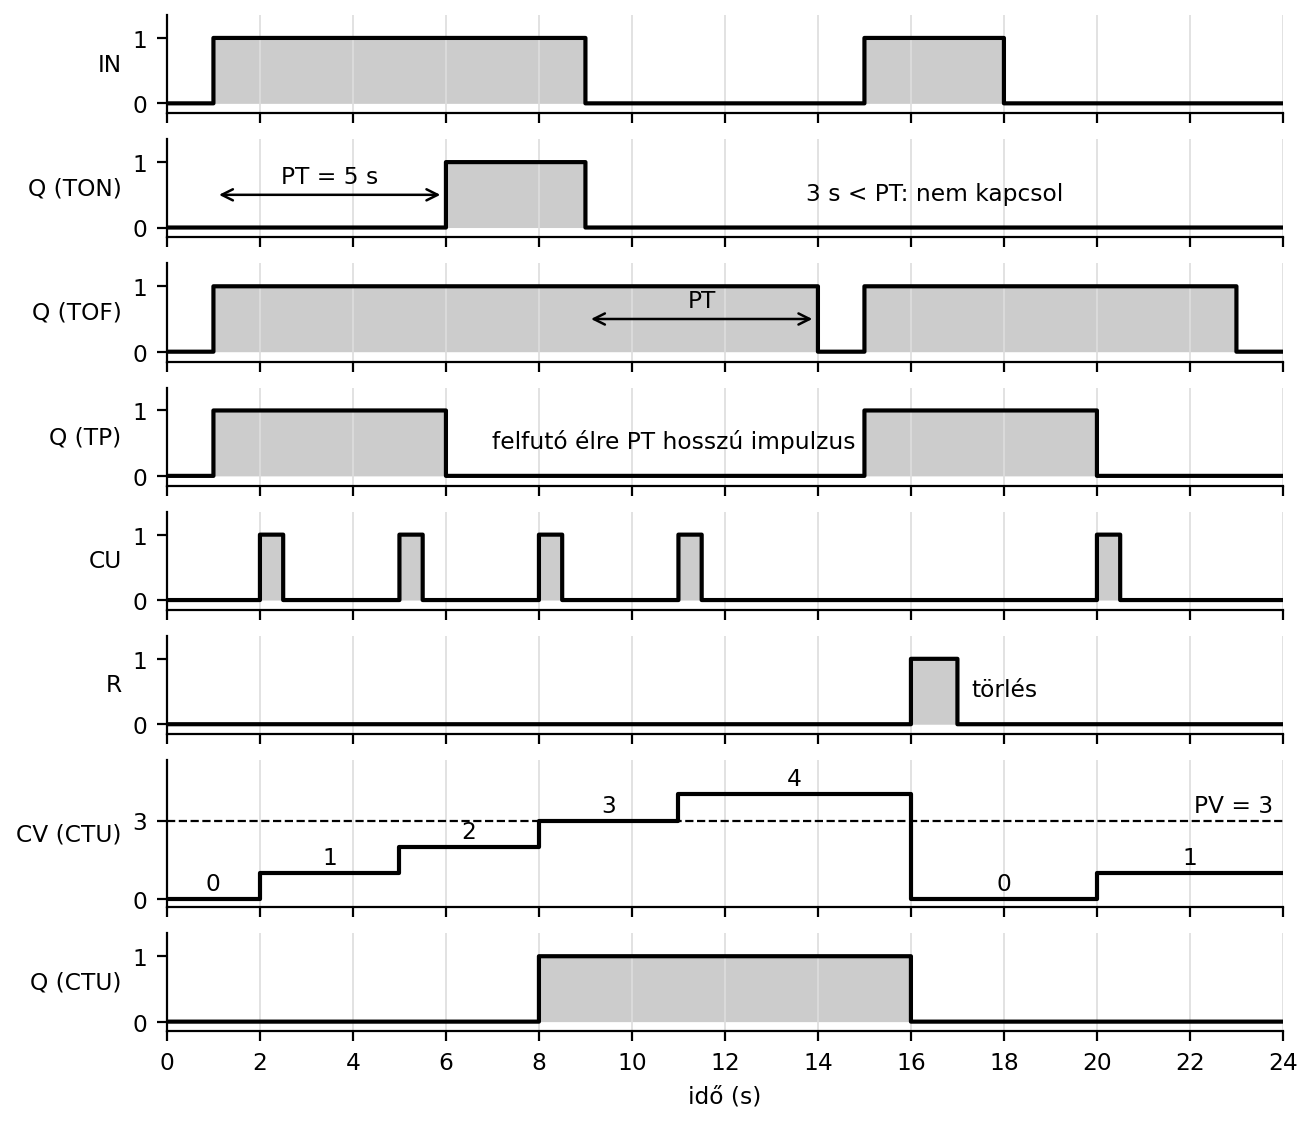 IN
1
0
Q (TON)
1
0
PT = 5 s
3 s < PT: nem kapcsol
Q (TOF)
1
0
PT
Q (TP)
1
0
felfutó élre PT hosszú impulzus
CU
1
0
R
1
0
törlés
CV (CTU)
3
0
0
1
2
3
4
0
1
PV = 3
Q (CTU)
1
0
0 2 4 6 8 10 12 14 16 18 20 22 24
idő (s)